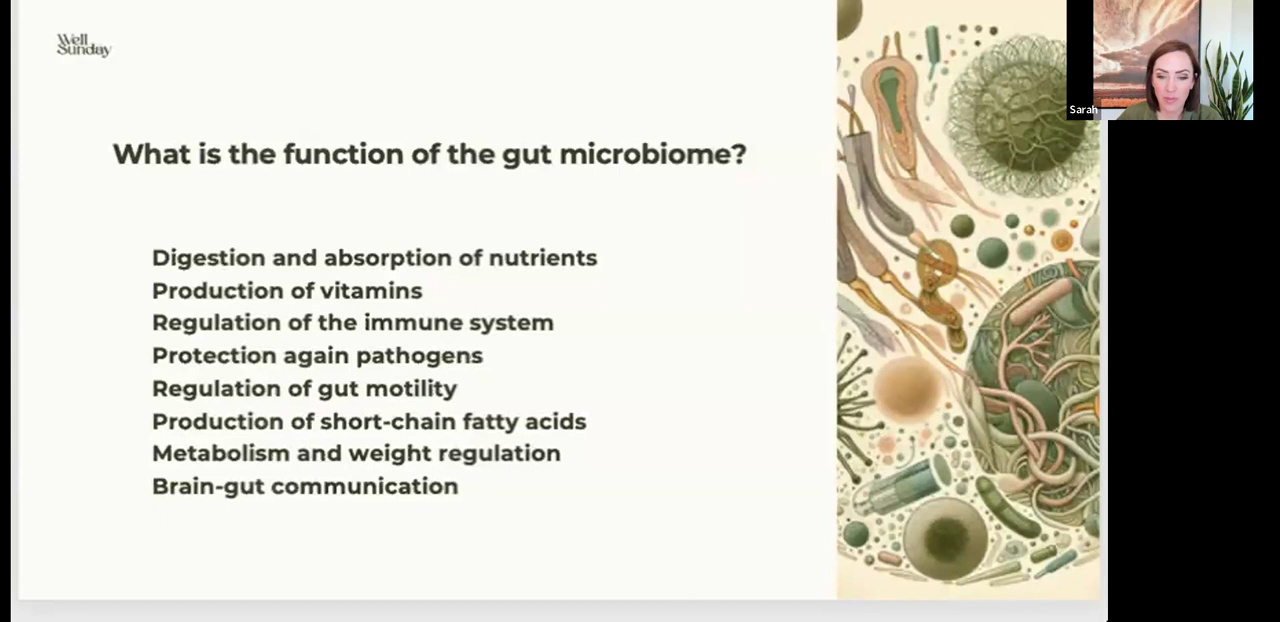 Well
Sunday
What is the function of the gut microbiome?
Digestion and absorption of nutrients
Production of vitamins
Regulation of the immune system
Protection again pathogens
Regulation of gut motility
Production of short-chain fatty acids
Metabolism and weight regulation
Brain-gut communication
Sarah